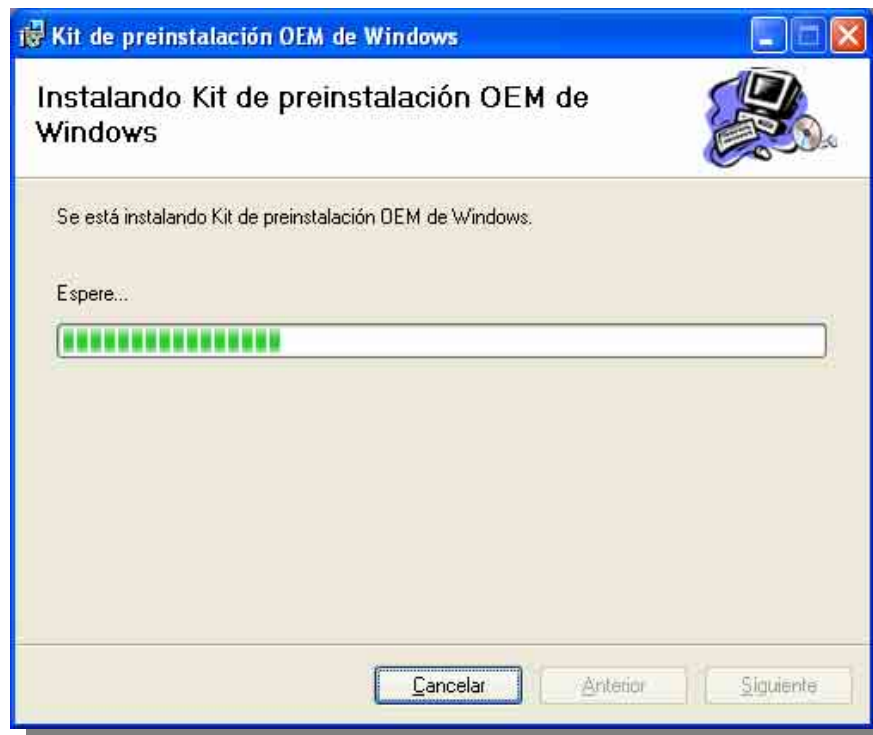 Kit de preinstalación OEM de Windows
Instalando Kit de preinstalación OEM de
Windows
Se está instalando Kit de preinstalación OEM de Windows.
Espere...
Cancelar
Anterior
Siguiente